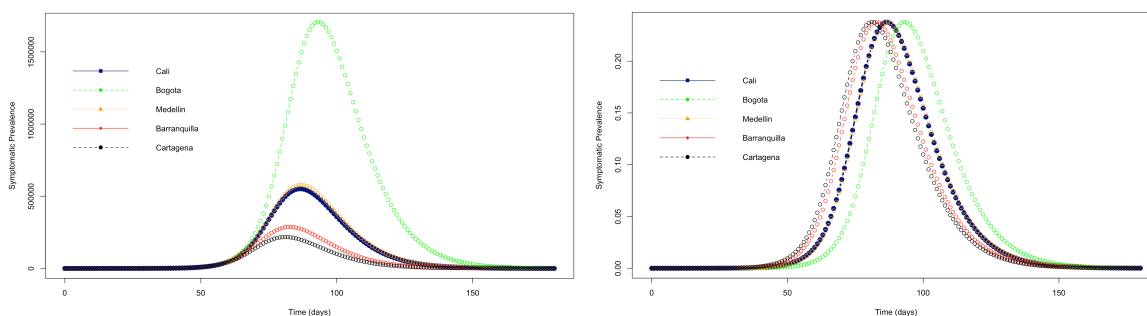 Symptomatic Prevalence
1500000
1000000
500000
0
Cali
Bogota
Medellin
Barranquilla
Cartagena
0
50
100
150
Time (days)
Symptomatic Prevalence
0.20
0.15
0.10
0.05
0.00
Cali
Bogota
Medellin
Barranquilla
Cartagena
0
50
100
150
Time (days)